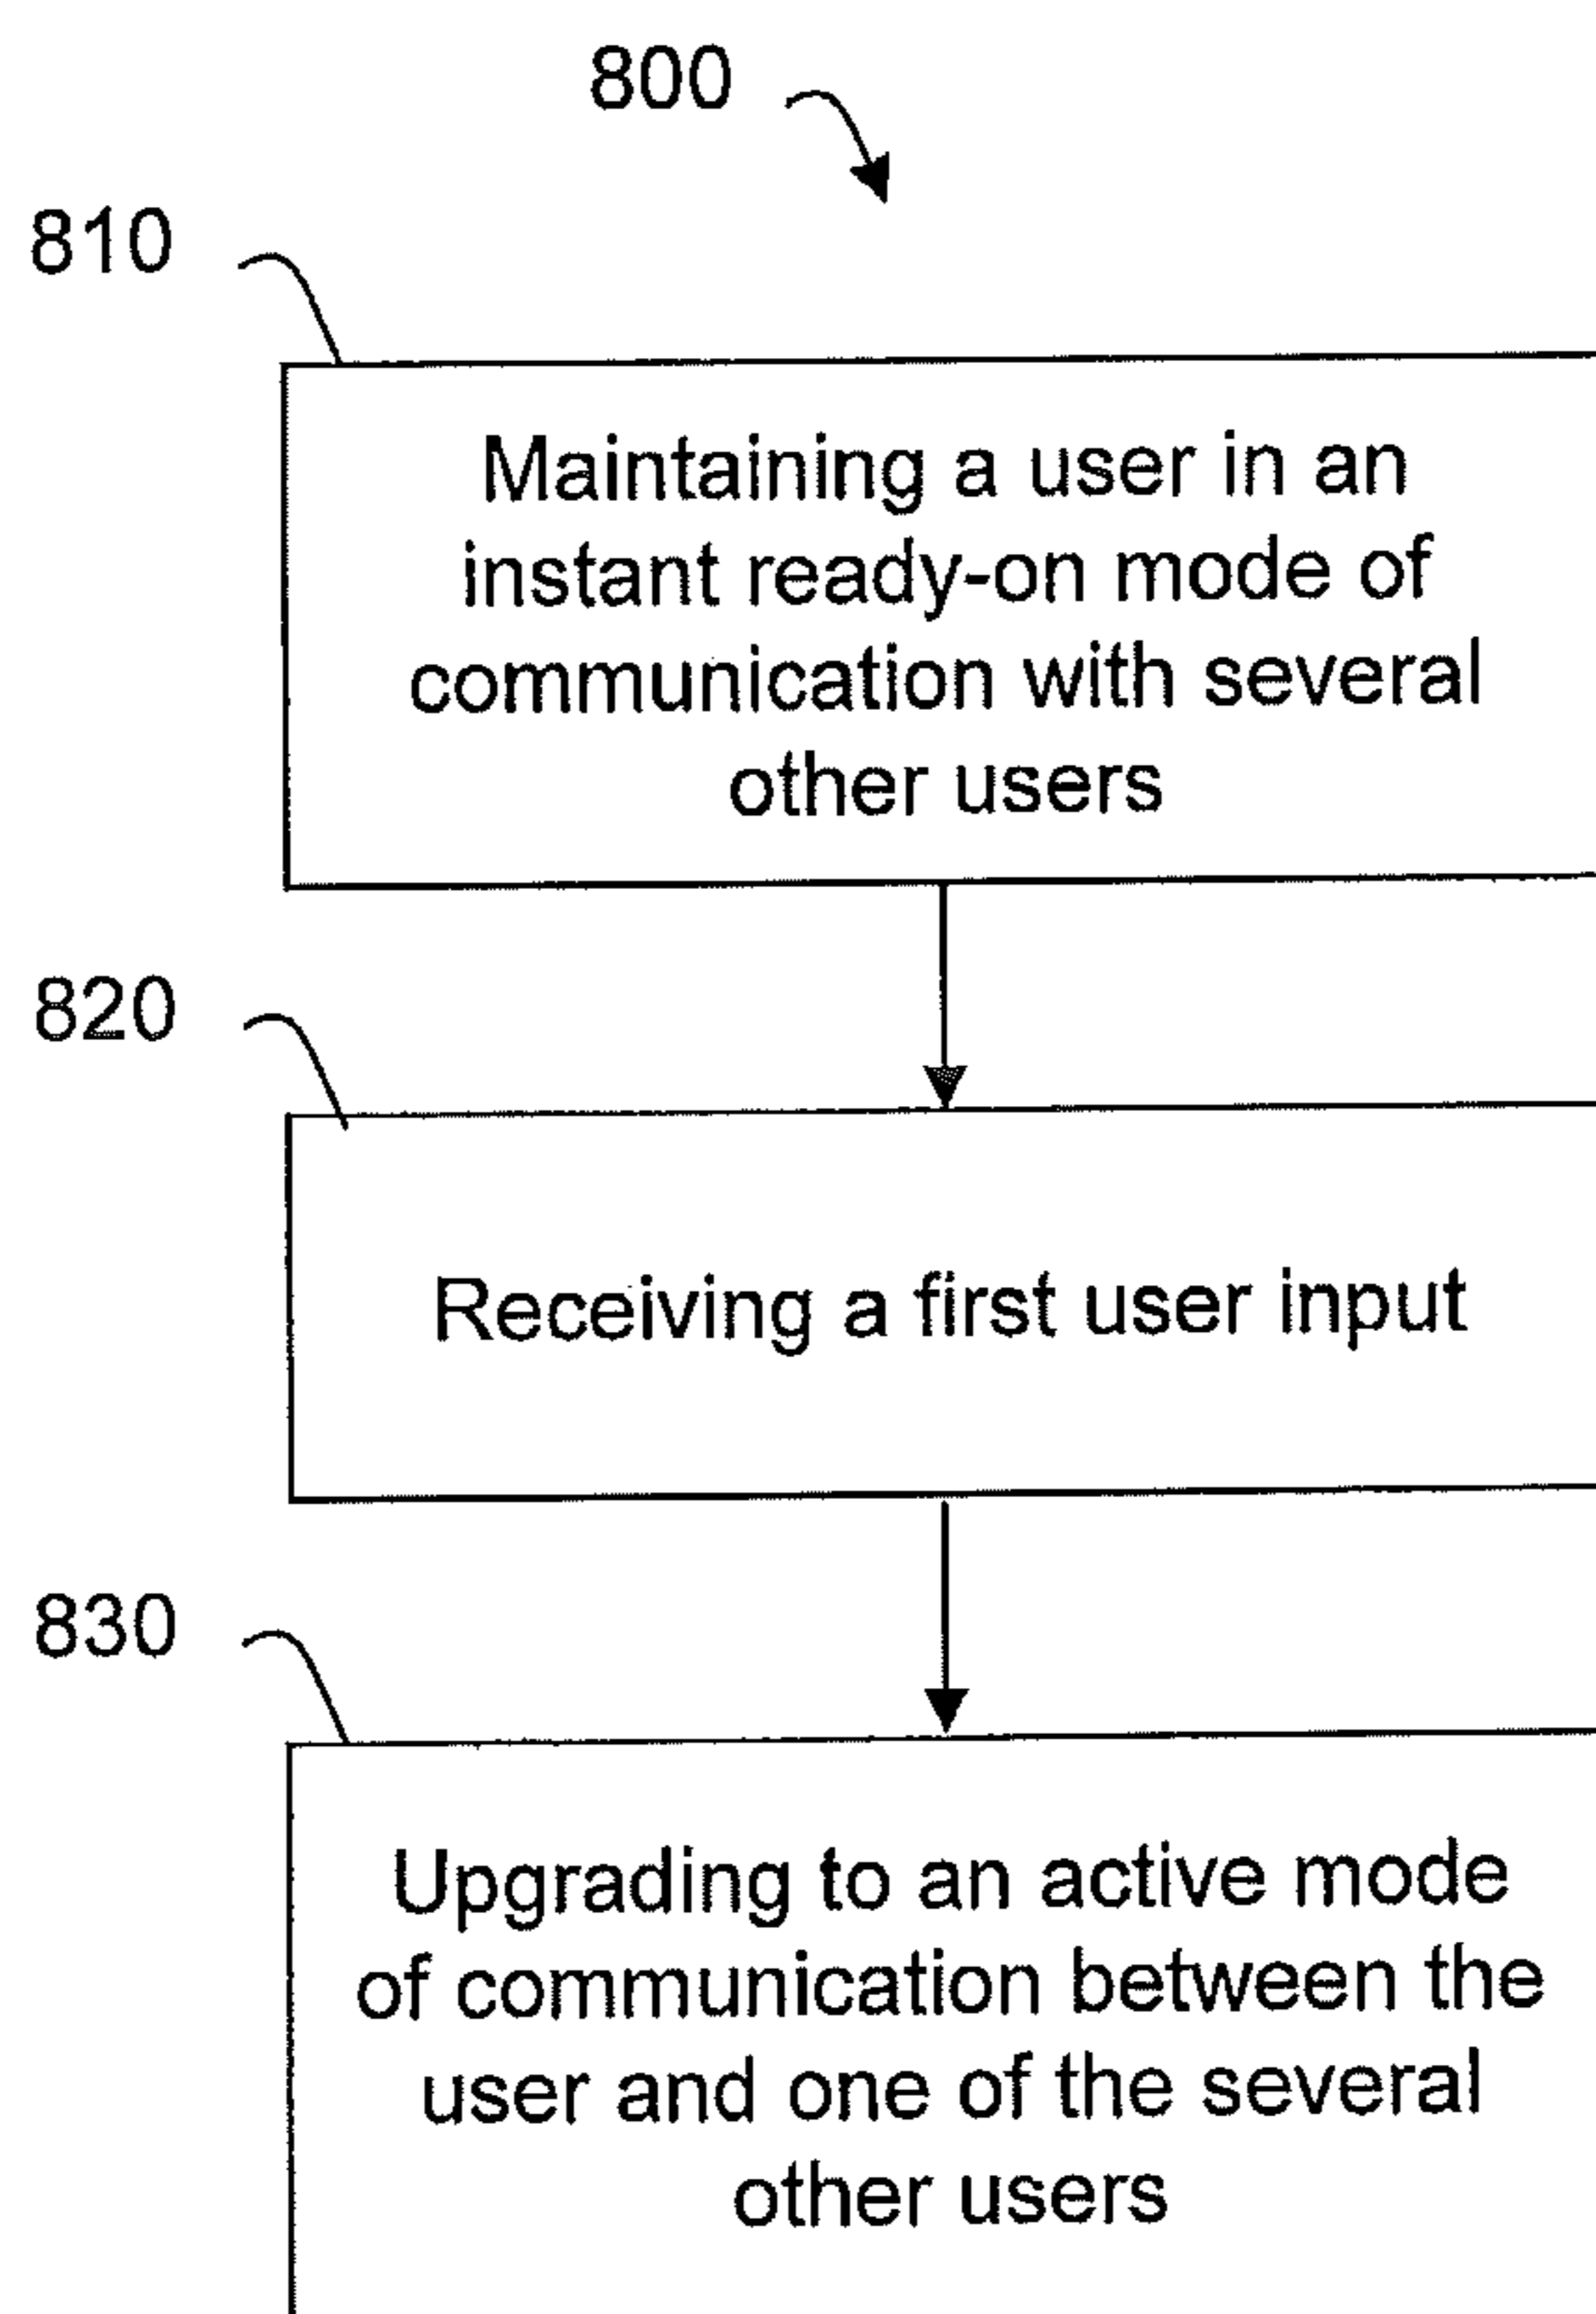 800
810
Maintaining a user in an
instant ready-on mode of
communication with several
other users
820
Receiving a first user input
830
Upgrading to an active mode
of communication between the
user and one of the several
other users